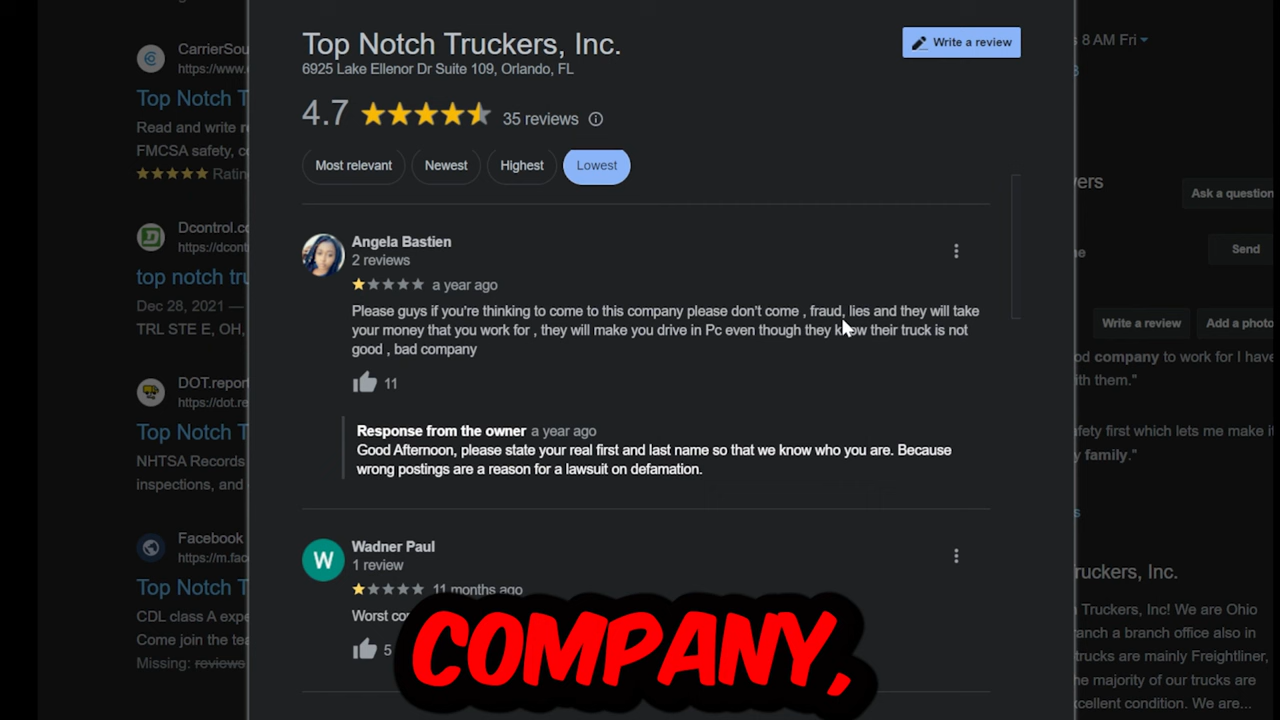 CarrierSou
https://www.
Top Notch T
Read and write r
FMCSA safety, c
Ratin
Dcontrol.co
https://dcont
top notch tru
Dec 28, 2021 —
TRL STE E, OH,
DOT.report
https://dot.re
Top Notch T
NHTSA Records
inspections, and
Facebook
https://m.fac
Top Notch T
CDL class A expe
Come join the tea
Missing: reviews
Top Notch Truckers, Inc.
6925 Lake Ellenor Dr Suite 109, Orlando, FL
Write a review
4.7 35 reviews
Most relevant Newest Highest Lowest
Angela Bastien
2 reviews
a year ago
Please guys if you're thinking to come to this company please don't come , fraud, lies and they will take
your money that you work for , they will make you drive in Pc even though they know their truck is not
good , bad company
11
Response from the owner a year ago
Good Afternoon, please state your real first and last name so that we know who you are. Because
wrong postings are a reason for a lawsuit on defamation.
W
Wadner Paul
1 review
11 months ago
Worst
5
COMPANY,
8 AM Fri
Ask a question
Send
Write a review Add a photo
company to work for I have
ith them."
fety first which lets me make it
family."
ruckers, Inc.
Truckers, Inc! We are Ohio
ranch a branch office also in
trucks are mainly Freightliner,
the majority of our trucks are
xcellent condition. We are...